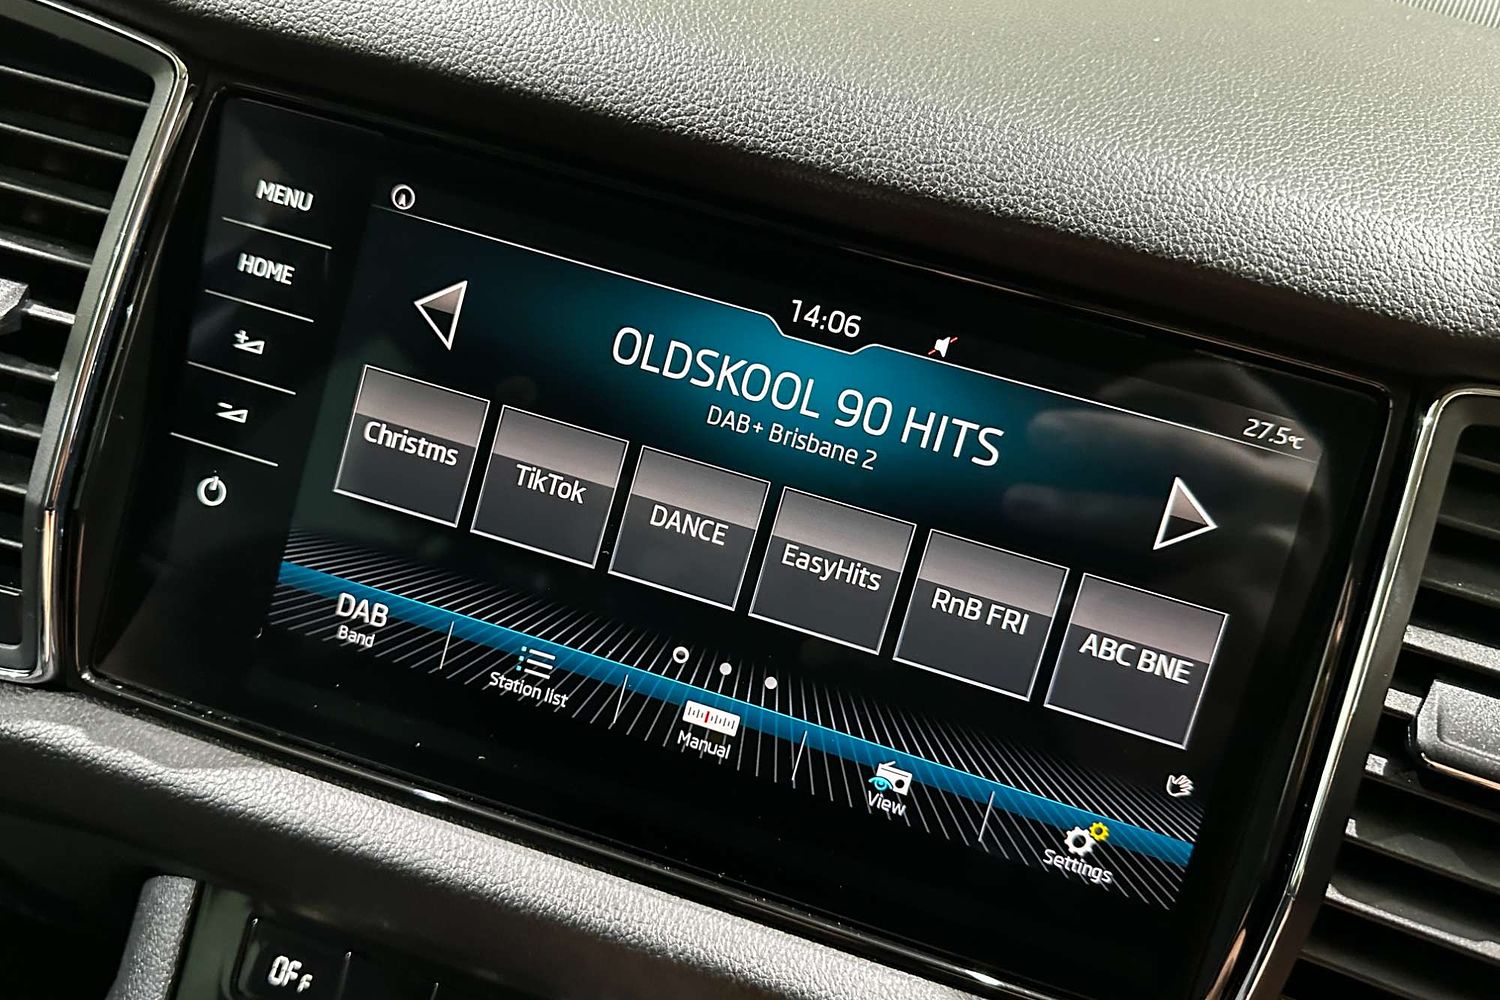 MENU
HOME
14:06
27.5°C
OLDSKOOL 90 HITS
DAB+ Brisbane 2
Christms
TikTok
DANCE
EasyHits
RnB FRI
ABC BNE
DAB
Band
Station list
Manual
View
Settings
OFF